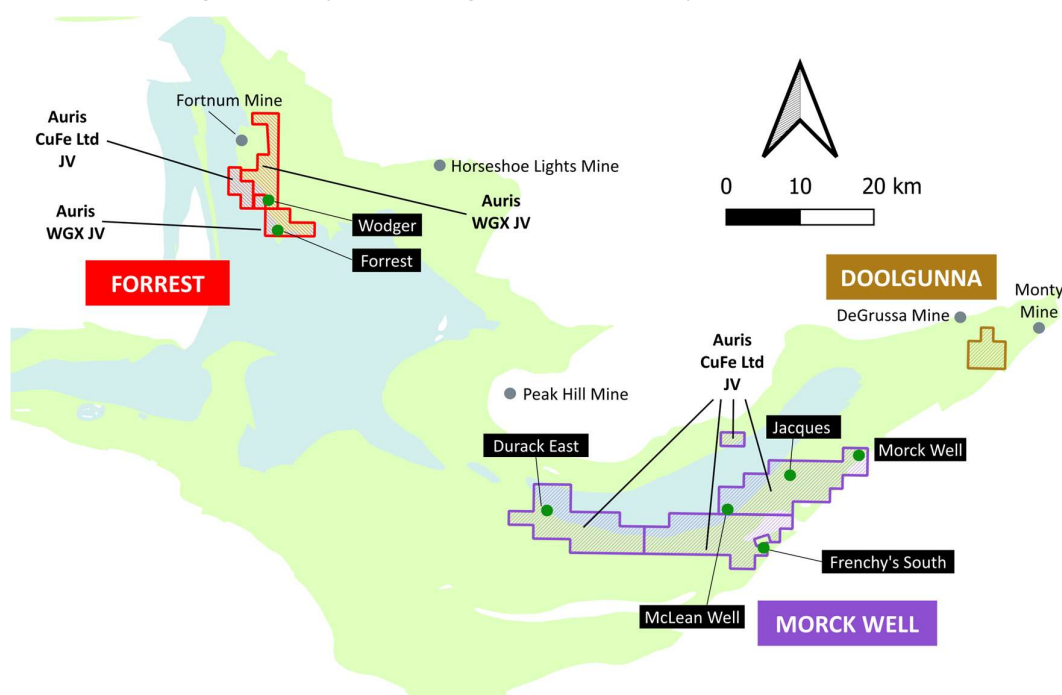 Fortnum Mine
Auris
CuFe Ltd
JV
Horseshoe Lights Mine
0 10 20 km
Auris
WGX JV
Auris
WGX JV
Wodger
Forrest
FORREST
DOOLGUNNA
Monty
Mine
DeGrussa Mine
Auris
CuFe Ltd
JV
Peak Hill Mine
Jacques
Durack East
Morck Well
Frenchy's South
McLean Well
MORCK WELL